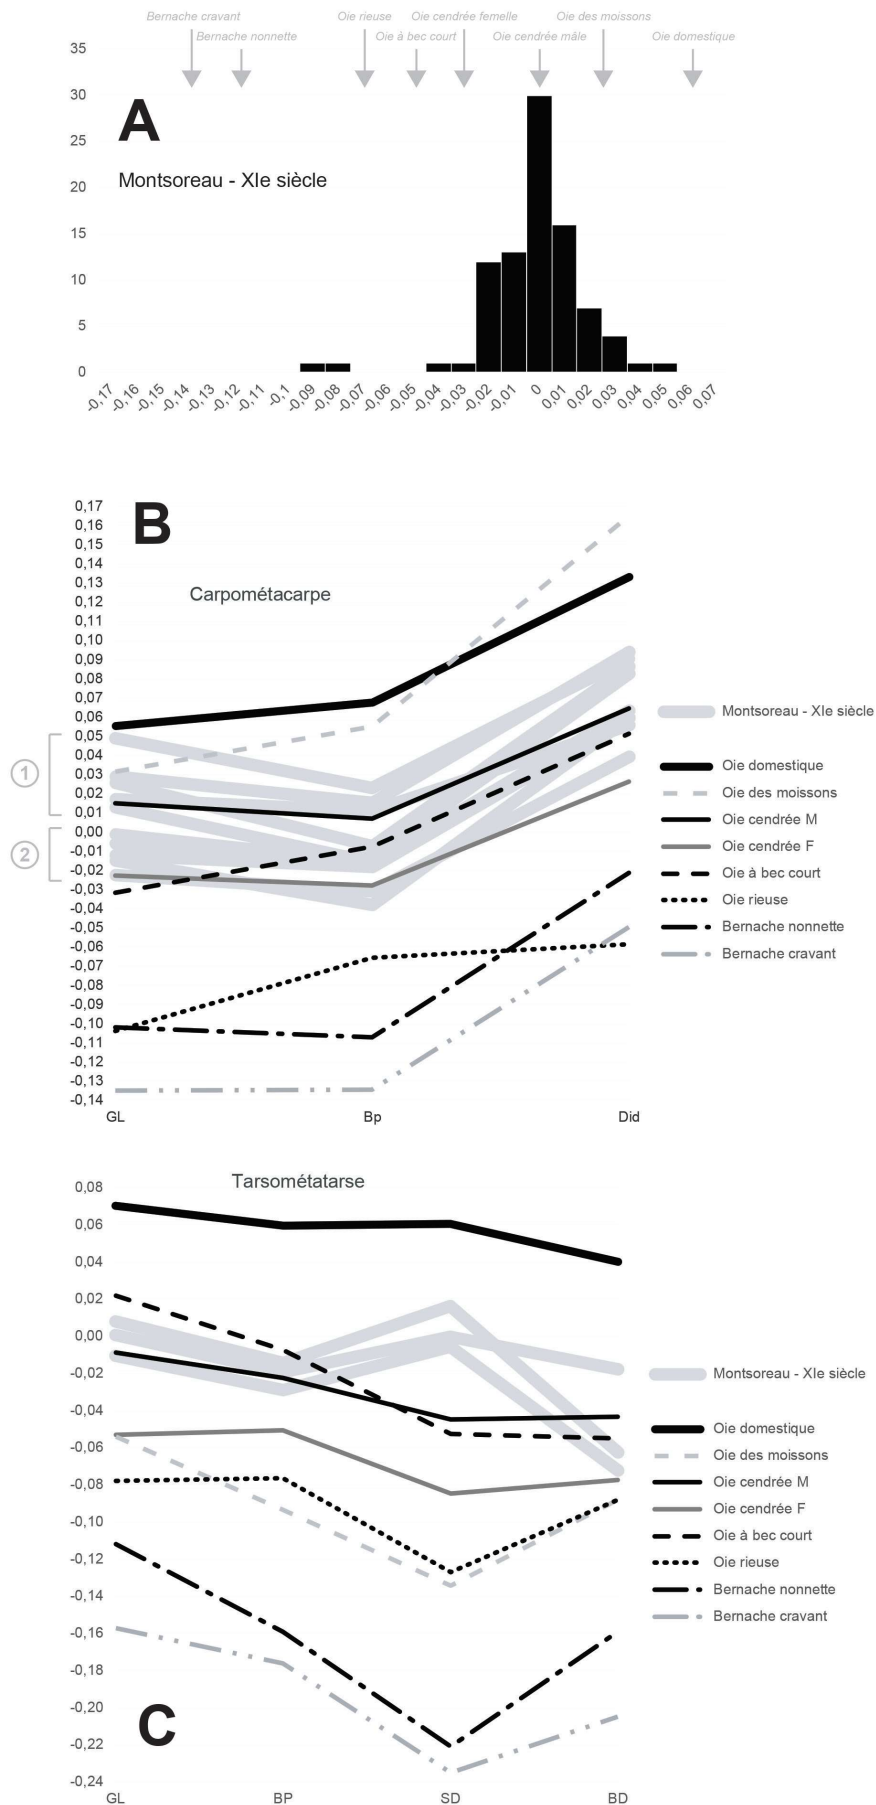 Bernache cravant Oie rieuse Oie cendrée femelle Oie des moissons
Bernache nonnette Oie à bec court Oie cendrée mâle Oie domestique
35
30
25
20
15
10
5
0
A
Montsoreau - XIe siècle
-0,17 -0,16 -0,15 -0,14 -0,13 -0,12 -0,11 -0,1 -0,09 -0,08 -0,07 -0,06 -0,05 -0,04 -0,03 -0,02 -0,01 0 0,01 0,02 0,03 0,04 0,05 0,06 0,07
B
Carpométacarpe
0,17
0,16
0,15
0,14
0,13
0,12
0,11
0,10
0,09
0,08
0,07
0,06
0,05
0,04
0,03
0,02
0,01
0,00
-0,01
-0,02
-0,03
-0,04
-0,05
-0,06
-0,07
-0,08
-0,09
-0,10
-0,11
-0,12
-0,13
-0,14
1
2
GL Bp Did
Montsoreau - XIe siècle
Oie domestique
Oie des moissons
Oie cendrée M
Oie cendrée F
Oie à bec court
Oie rieuse
Bernache nonnette
Bernache cravant
Tarsométatarse
0,08
0,06
0,04
0,02
0,00
-0,02
-0,04
-0,06
-0,08
-0,10
-0,12
-0,14
-0,16
-0,18
-0,20
-0,22
-0,24
C
GL BP SD BD
Montsoreau - XIe siècle
Oie domestique
Oie des moissons
Oie cendrée M
Oie cendrée F
Oie à bec court
Oie rieuse
Bernache nonnette
Bernache cravant